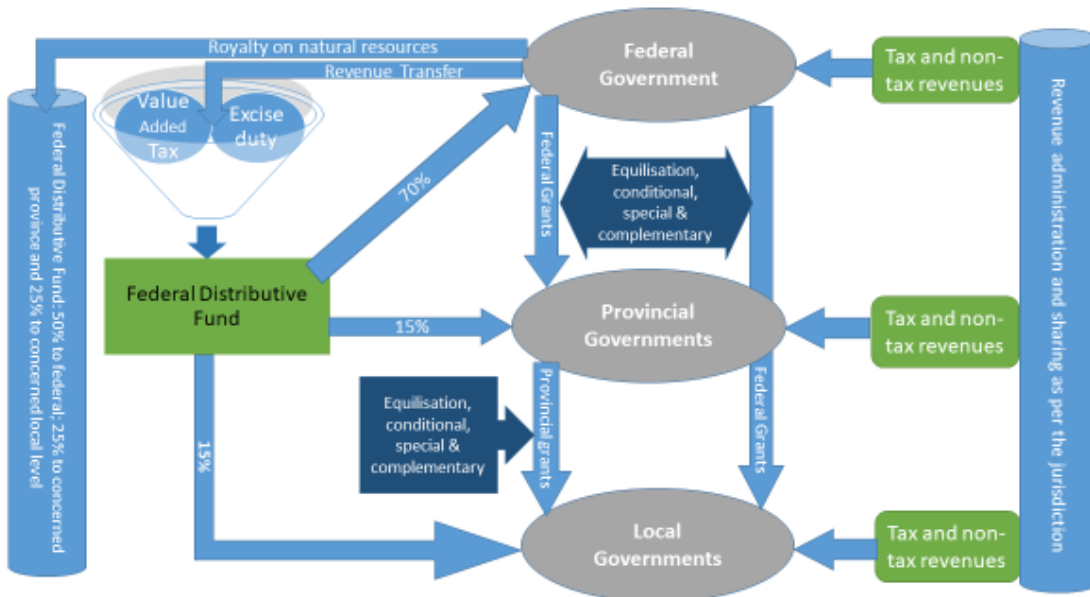 Royalty on natural resources
Revenue Transfer
Federal
Government
Tax and non-
tax revenues
Value
Added
Tax
Excise
duty
70%
Federal Grants
Equilisation,
conditional,
special &
complementary
Federal Distributive
Fund
15%
Provincial
Governments
Tax and non-
tax revenues
Equilisation,
conditional,
special &
complementary
Provincial grants
Federal Grants
15%
Local
Governments
Tax and non-
tax revenues
Federal Distributive Fund: 50% to federal; 25% to concerned
province and 25% to concerned local level
Revenue administration and sharing as per the jurisdiction